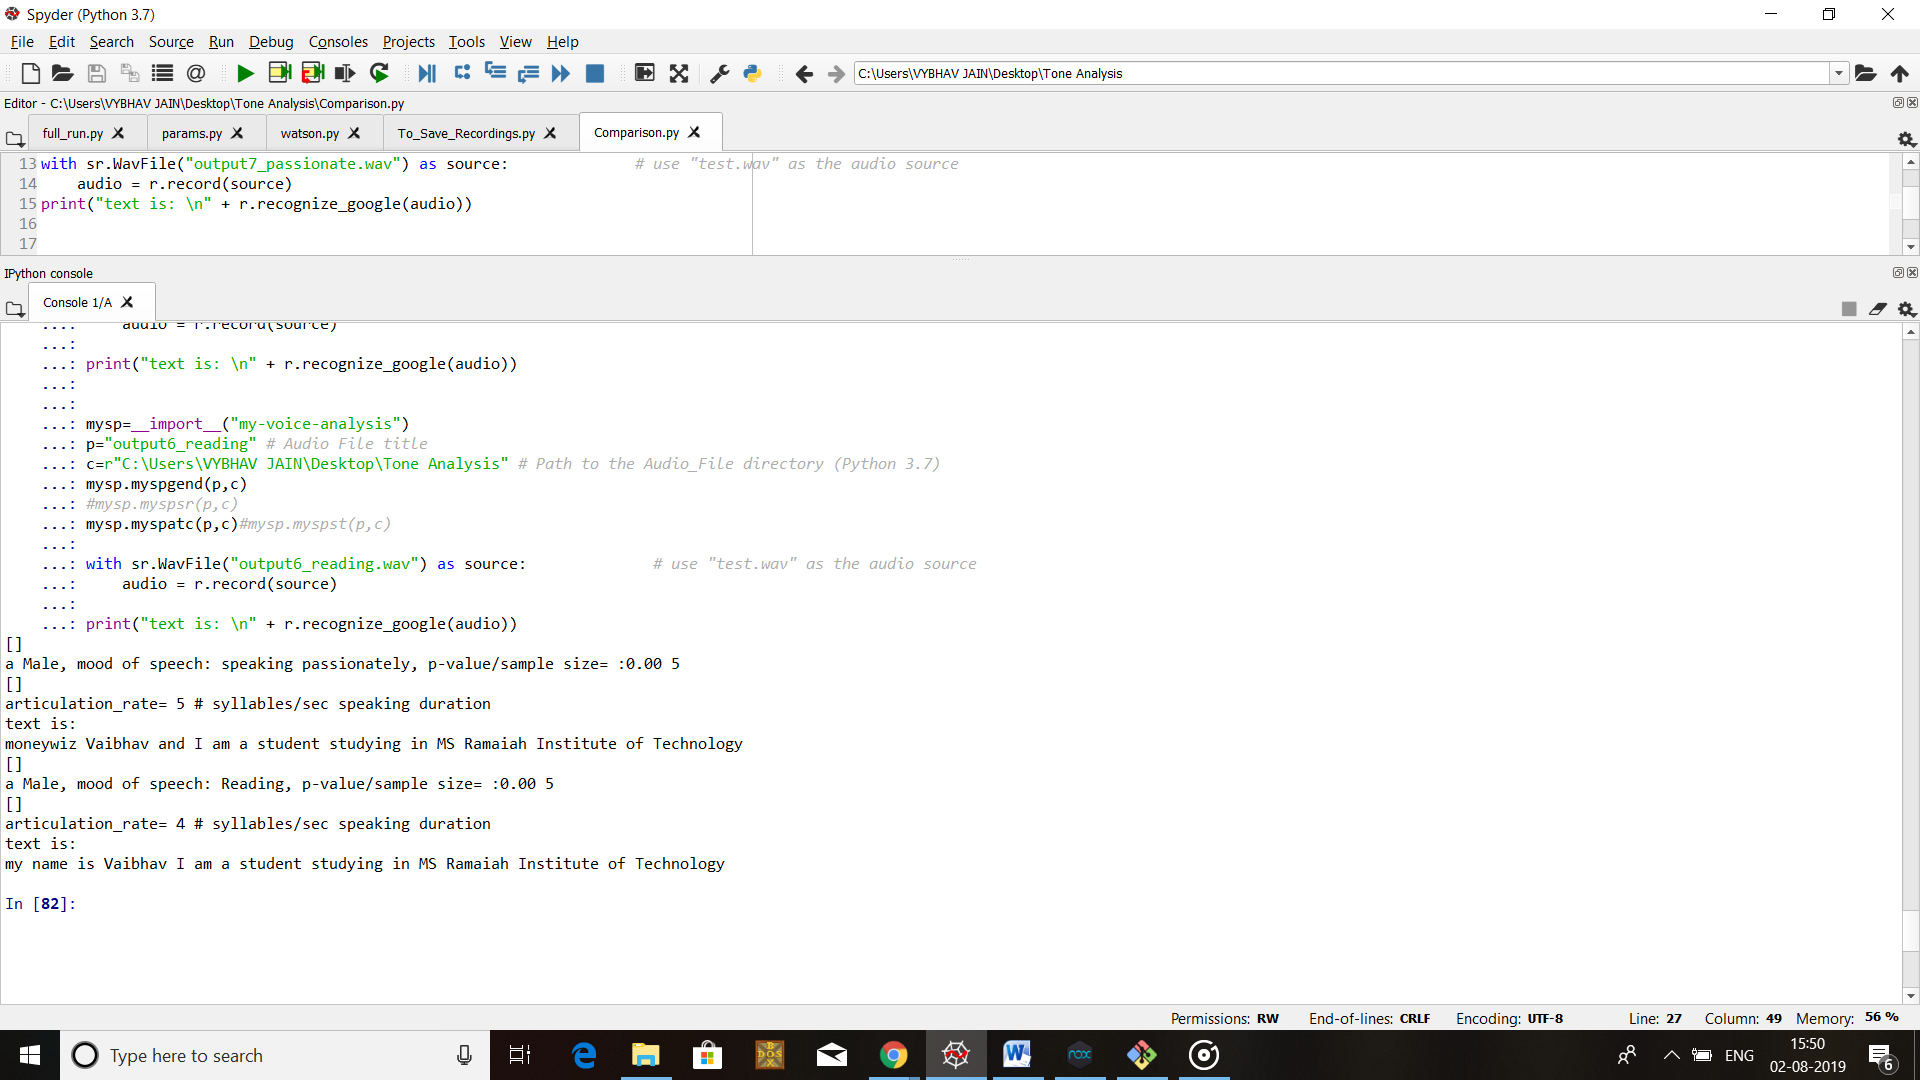 Spyder (Python 3.7)
File Edit Search Source Run Debug Consoles Projects Tools View Help
C:\Users\VYBHAV JAIN\Desktop\Tone Analysis
Editor - C:\Users\VYBHAV JAIN\Desktop\Tone Analysis\Comparison.py
full_run.py params.py watson.py To_Save_Recordings.py Comparison.py
13 with sr.WavFile("output7_passionate.wav") as source: # use "test.wav" as the audio source
14 audio = r.record(source)
15 print("text is: \n" + r.recognize_google(audio))
16
17
IPython console
Console 1/A
...: audio = r.record(source)
...:
...: print("text is: \n" + r.recognize_google(audio))
...:
...:
...: mysp=__import__("my-voice-analysis")
...: p="output6_reading" # Audio File title
...: c=r"C:\Users\VYBHAV JAIN\Desktop\Tone Analysis" # Path to the Audio_File directory (Python 3.7)
...: mysp.myspgend(p,c)
...: #mysp.myspsr(p,c)
...: mysp.myspatc(p,c)#mysp.myspst(p,c)
...:
...: with sr.WavFile("output6_reading.wav") as source: # use "test.wav" as the audio source
...: audio = r.record(source)
...:
...: print("text is: \n" + r.recognize_google(audio))
[]
a Male, mood of speech: speaking passionately, p-value/sample size= :0.00 5
[]
articulation_rate= 5 # syllables/sec speaking duration
text is:
moneywiz Vaibhav and I am a student studying in MS Ramaiah Institute of Technology
[]
a Male, mood of speech: Reading, p-value/sample size= :0.00 5
[]
articulation_rate= 4 # syllables/sec speaking duration
text is:
my name is Vaibhav I am a student studying in MS Ramaiah Institute of Technology
In [82]:
Permissions: RW End-of-lines: CRLF Encoding: UTF-8 Line: 27 Column: 49 Memory: 56 %
Type here to search
nox
ENG
15:50
02-08-2019
6